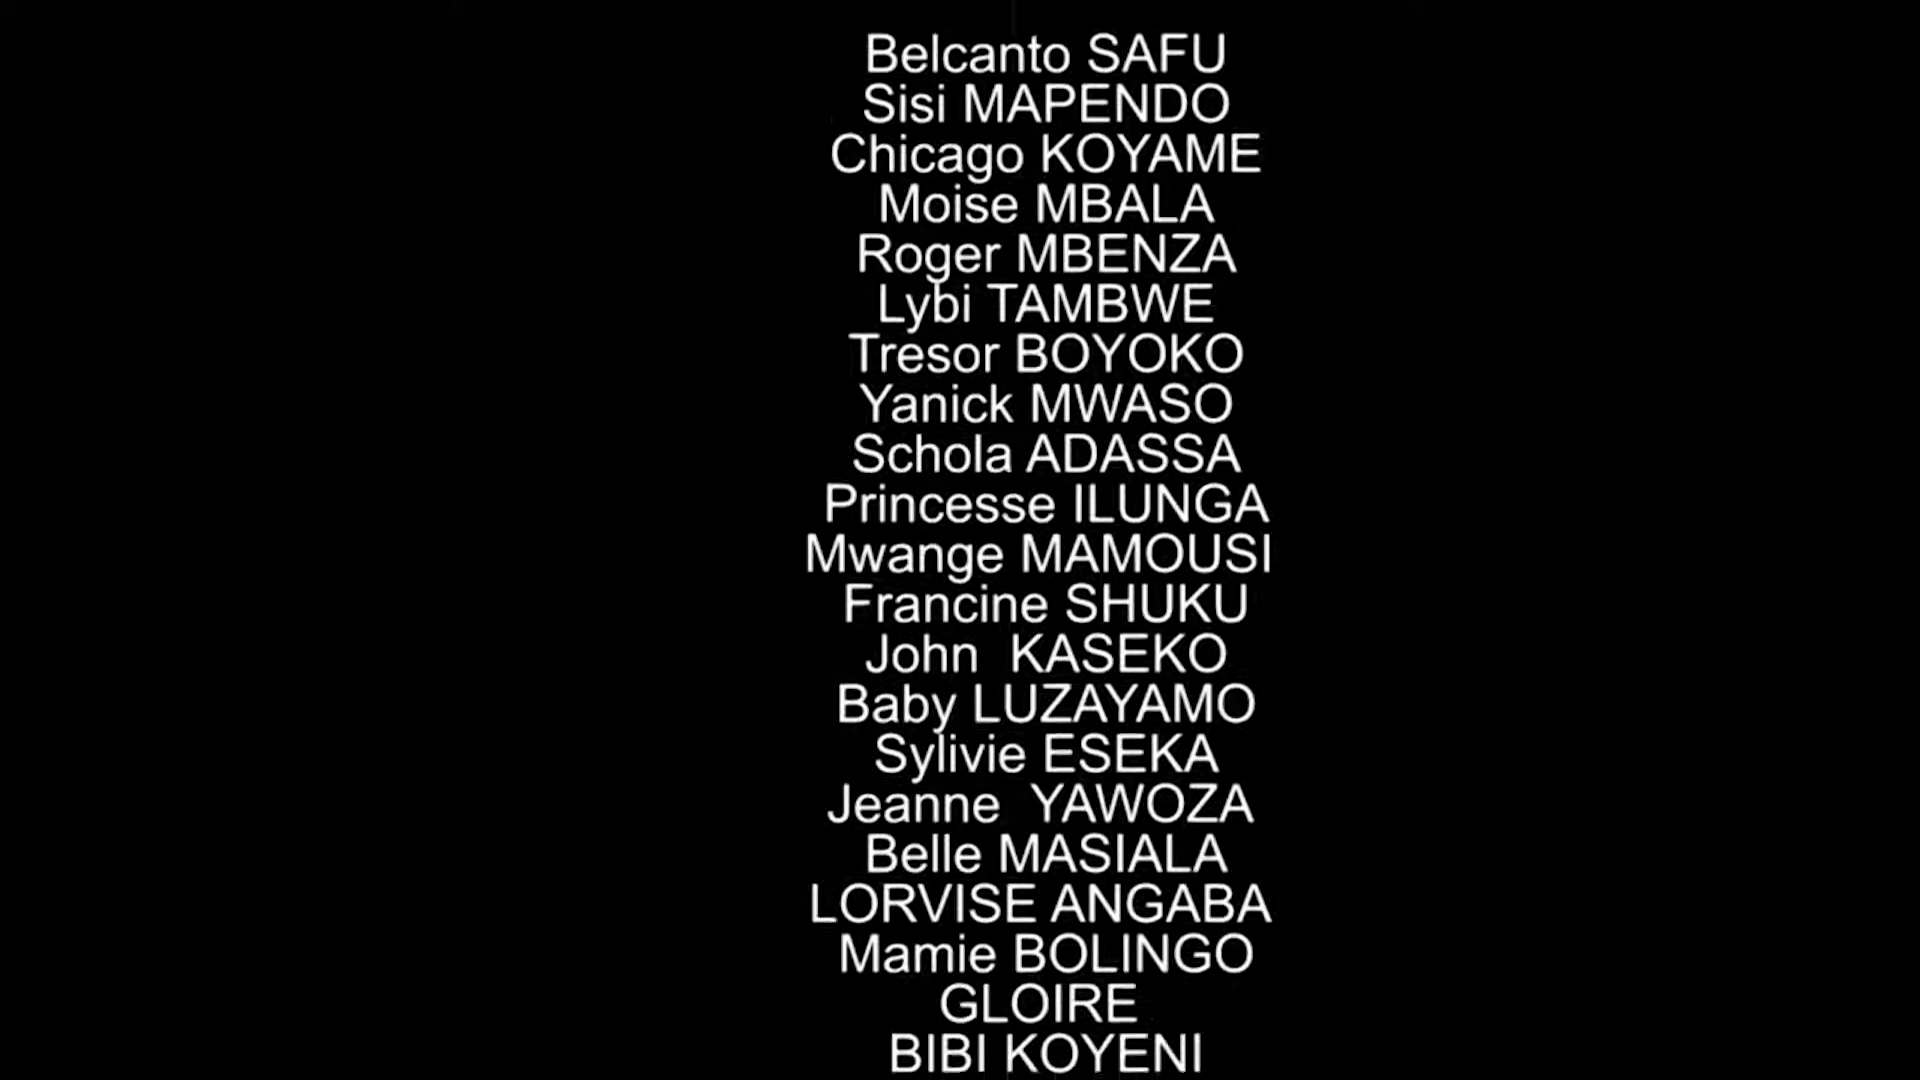 Belcanto SAFU
Sisi MAPENDO
Chicago KOYAME
Moise MBALA
Roger MBENZA
Lybi TAMBWE
Tresor BOYOKO
Yanick MWASO
Schola ADASSA
Princesse ILUNGA
Mwange MAMOUSI
Francine SHUKU
John  KASEKO
Baby LUZAYAMO
Sylivie ESEKA
Jeanne  YAWOZA
Belle MASIALA
LORVISE ANGABA
Mamie BOLINGO
GLOIRE
BIBI KOYENI